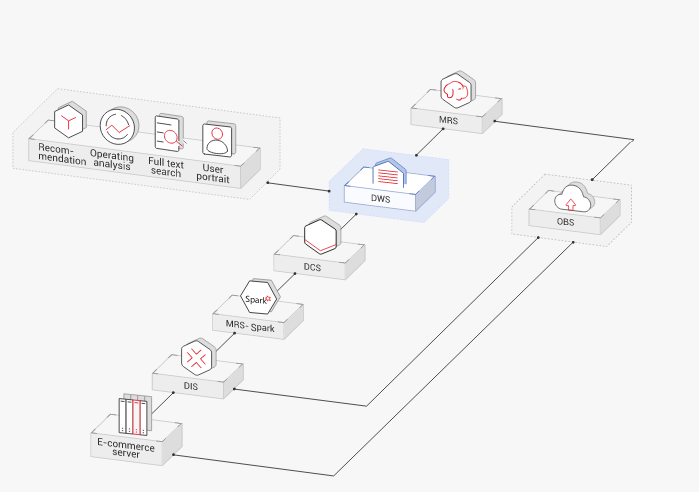 MRS
Recom-
mendation
Operating
analysis
Full text
search
User
portrait
DWS
OBS
DCS
Spark
MRS- Spark
DIS
E-commerce
server